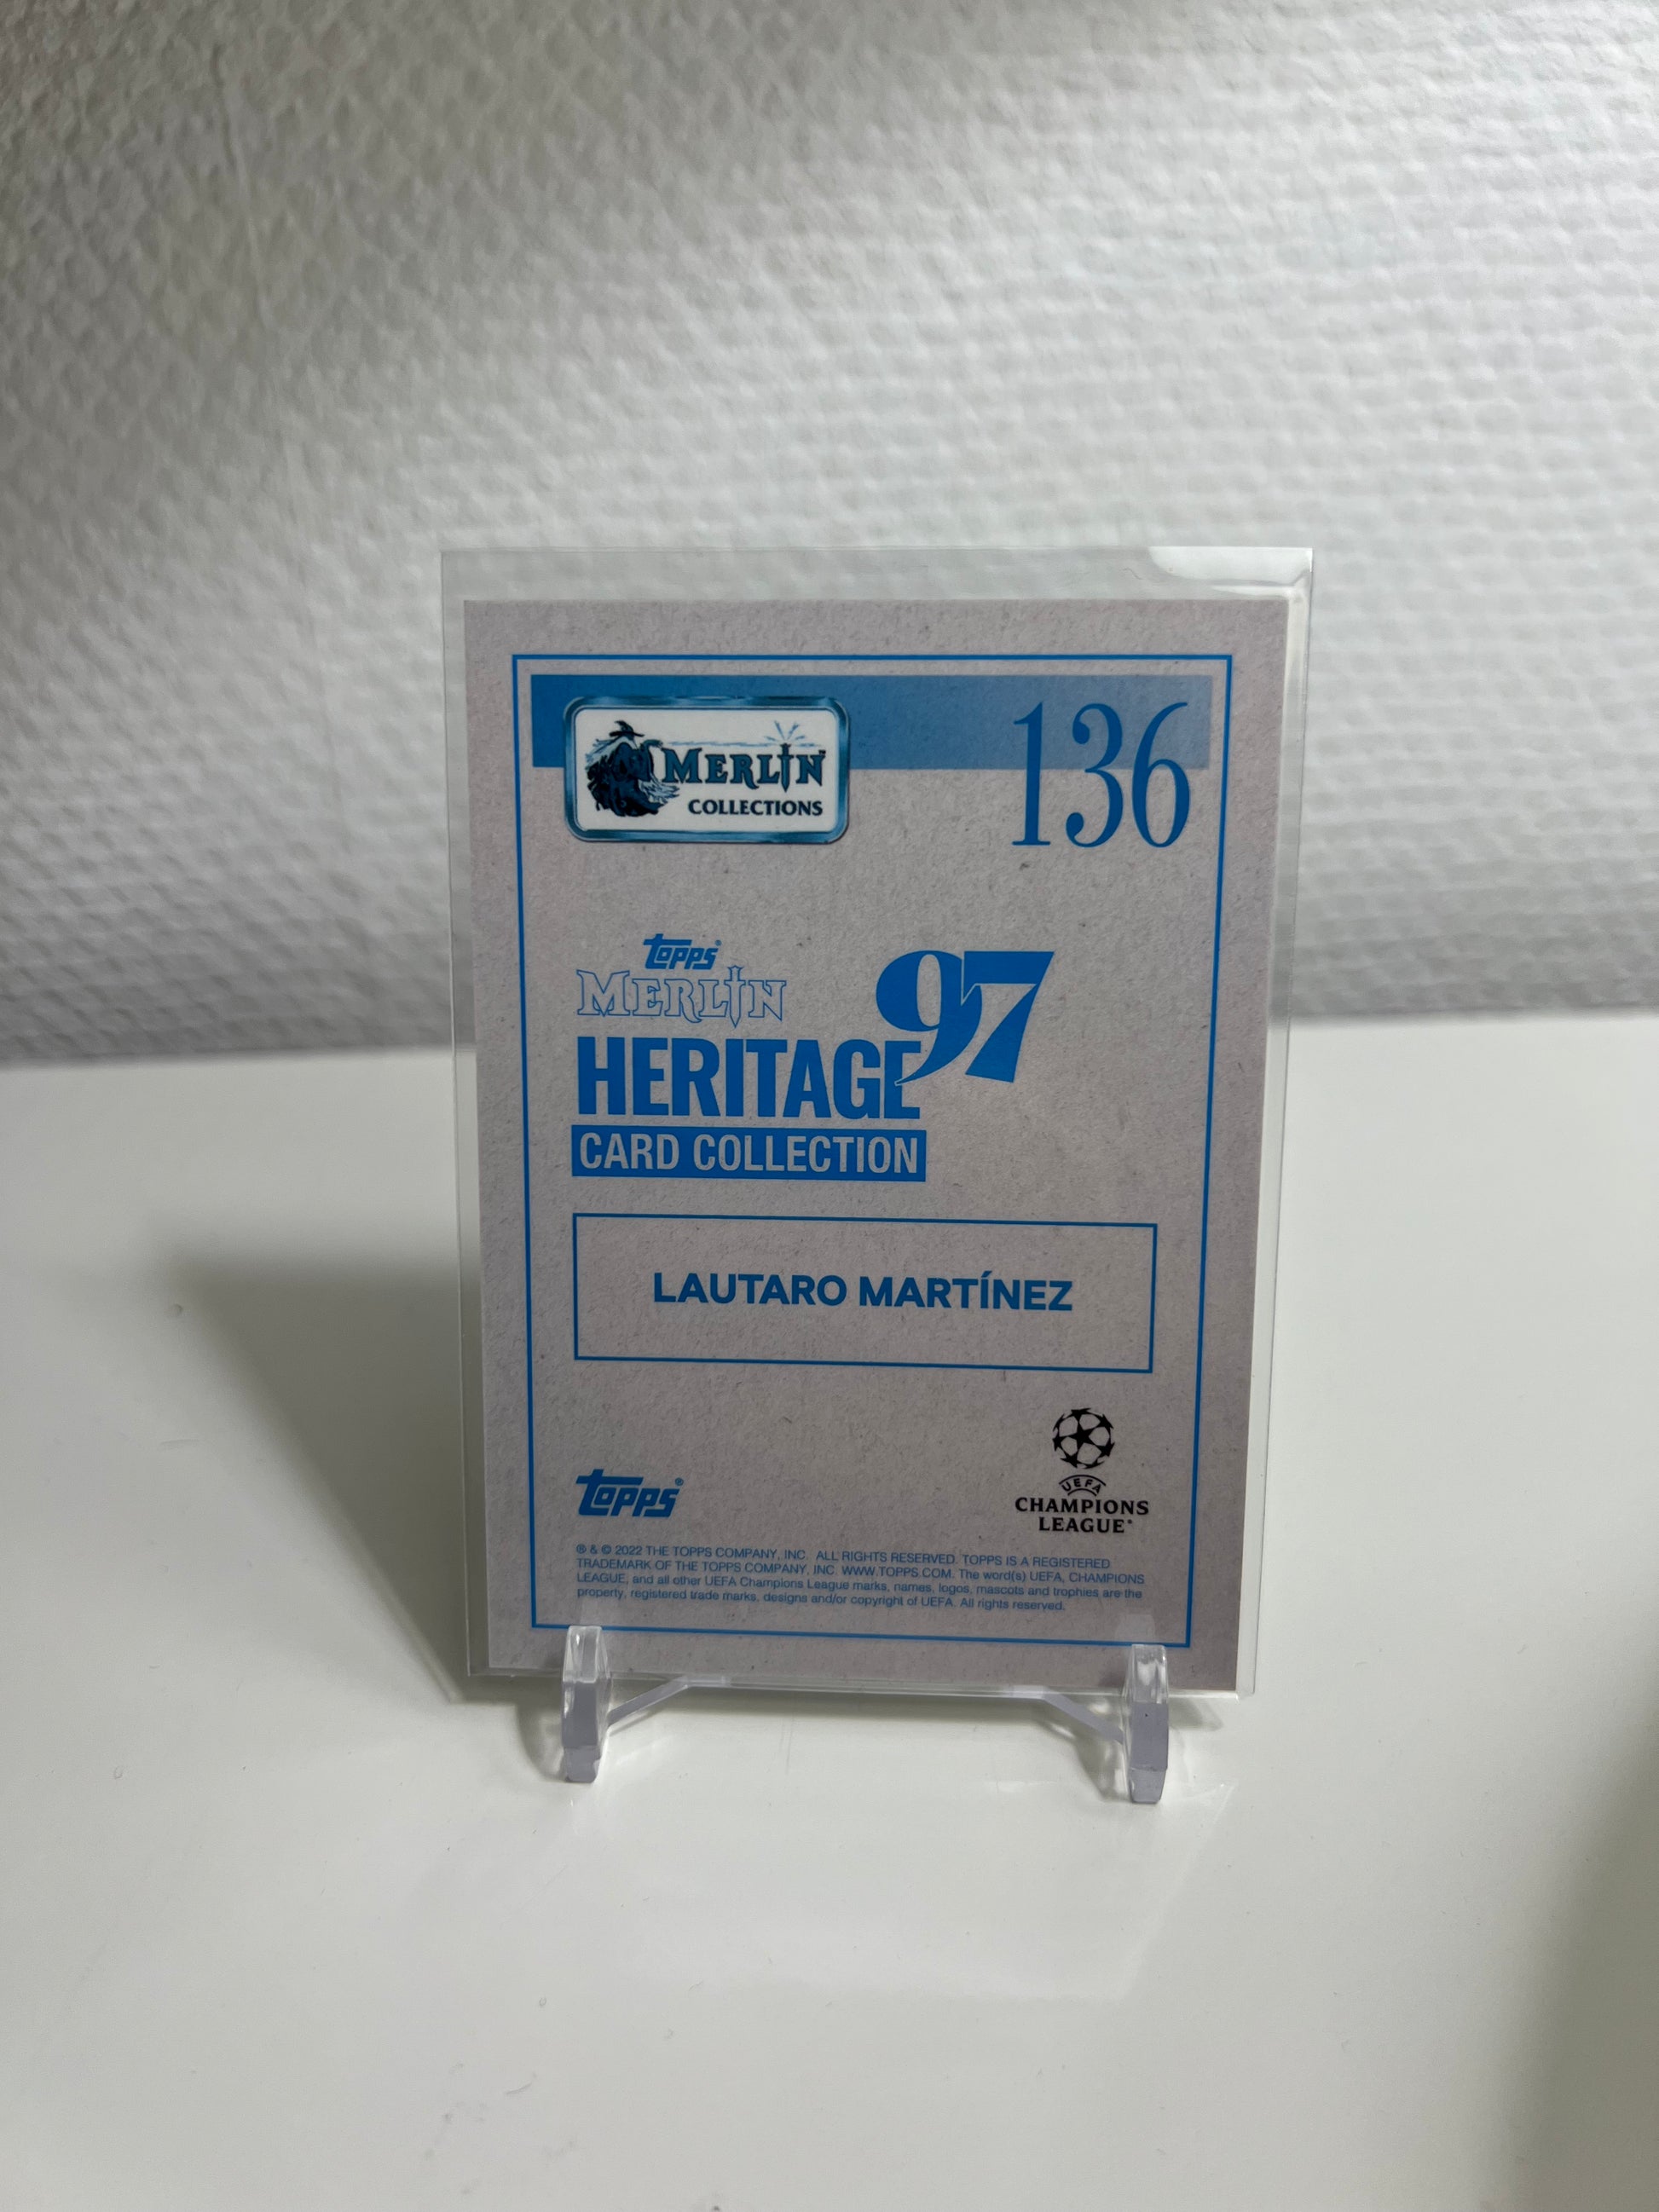 MERLIN™
COLLECTIONS
136
topps®
MERLIN
97
HERITAGE
CARD COLLECTION
LAUTARO MARTÍNEZ
topps®
UEFA
CHAMPIONS
LEAGUE®
® & © 2022 THE TOPPS COMPANY, INC. ALL RIGHTS RESERVED. TOPPS IS A REGISTERED
TRADEMARK OF THE TOPPS COMPANY, INC. WWW.TOPPS.COM. The word(s) UEFA, CHAMPIONS
LEAGUE, and all other UEFA Champions League marks, names, logos, mascots and trophies are the
property, registered trade marks, designs and/or copyright of UEFA. All rights reserved.